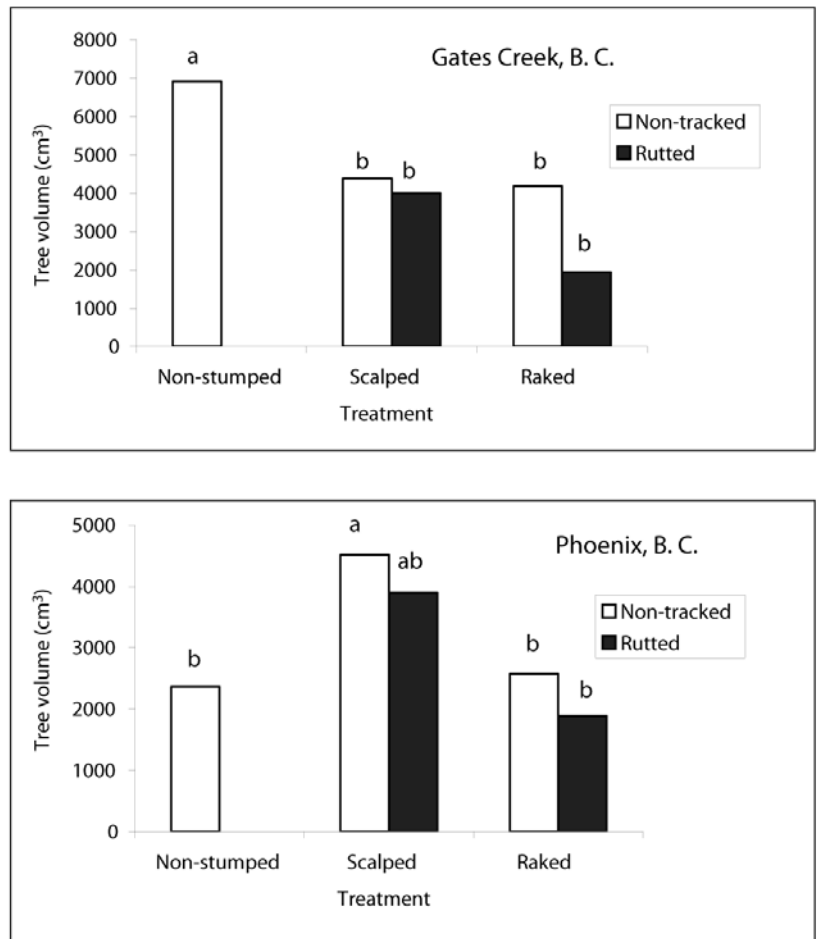 8000
Gates Creek, B. C.
a
7000
6000
Non-tracked
5000
Rutted
b b b
4000
b
3000
2000
1000
0
Tree volume (cm³)
Non-stumped Scalped Raked
Treatment
5000
a
Phoenix, B. C.
ab
4000
Non-tracked
Rutted
3000
b b b
2000
1000
0
Tree volume (cm³)
Non-stumped Scalped Raked
Treatment